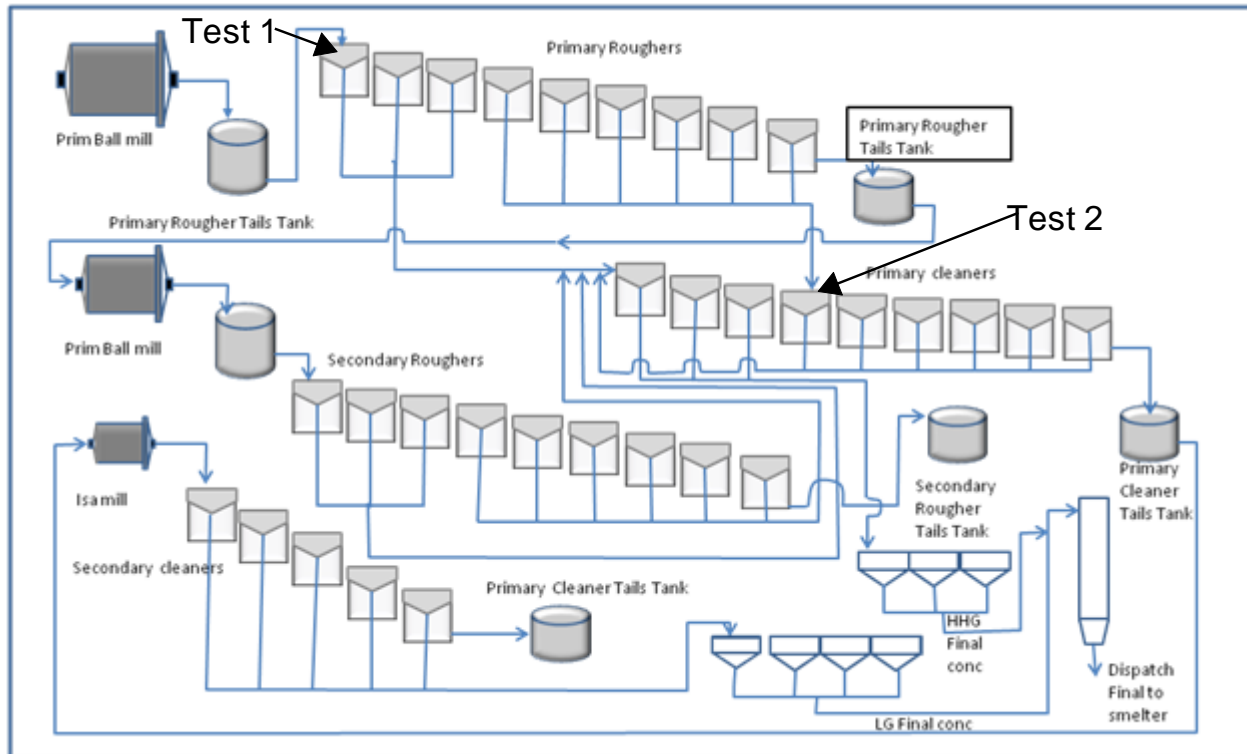 Test 1
Primary Roughers
Prim Ball mill
Primary Rougher
Tails Tank
Primary Rougher Tails Tank
Test 2
Primary cleaners
Prim Ball mill
Secondary Roughers
Isa mill
Secondary cleaners
Primary Cleaner Tails Tank
Secondary
Rougher
Tails Tank
Primary
Cleaner
Tails Tank
HHG
Final
conc
LG Final conc
Dispatch
Final to
smelter